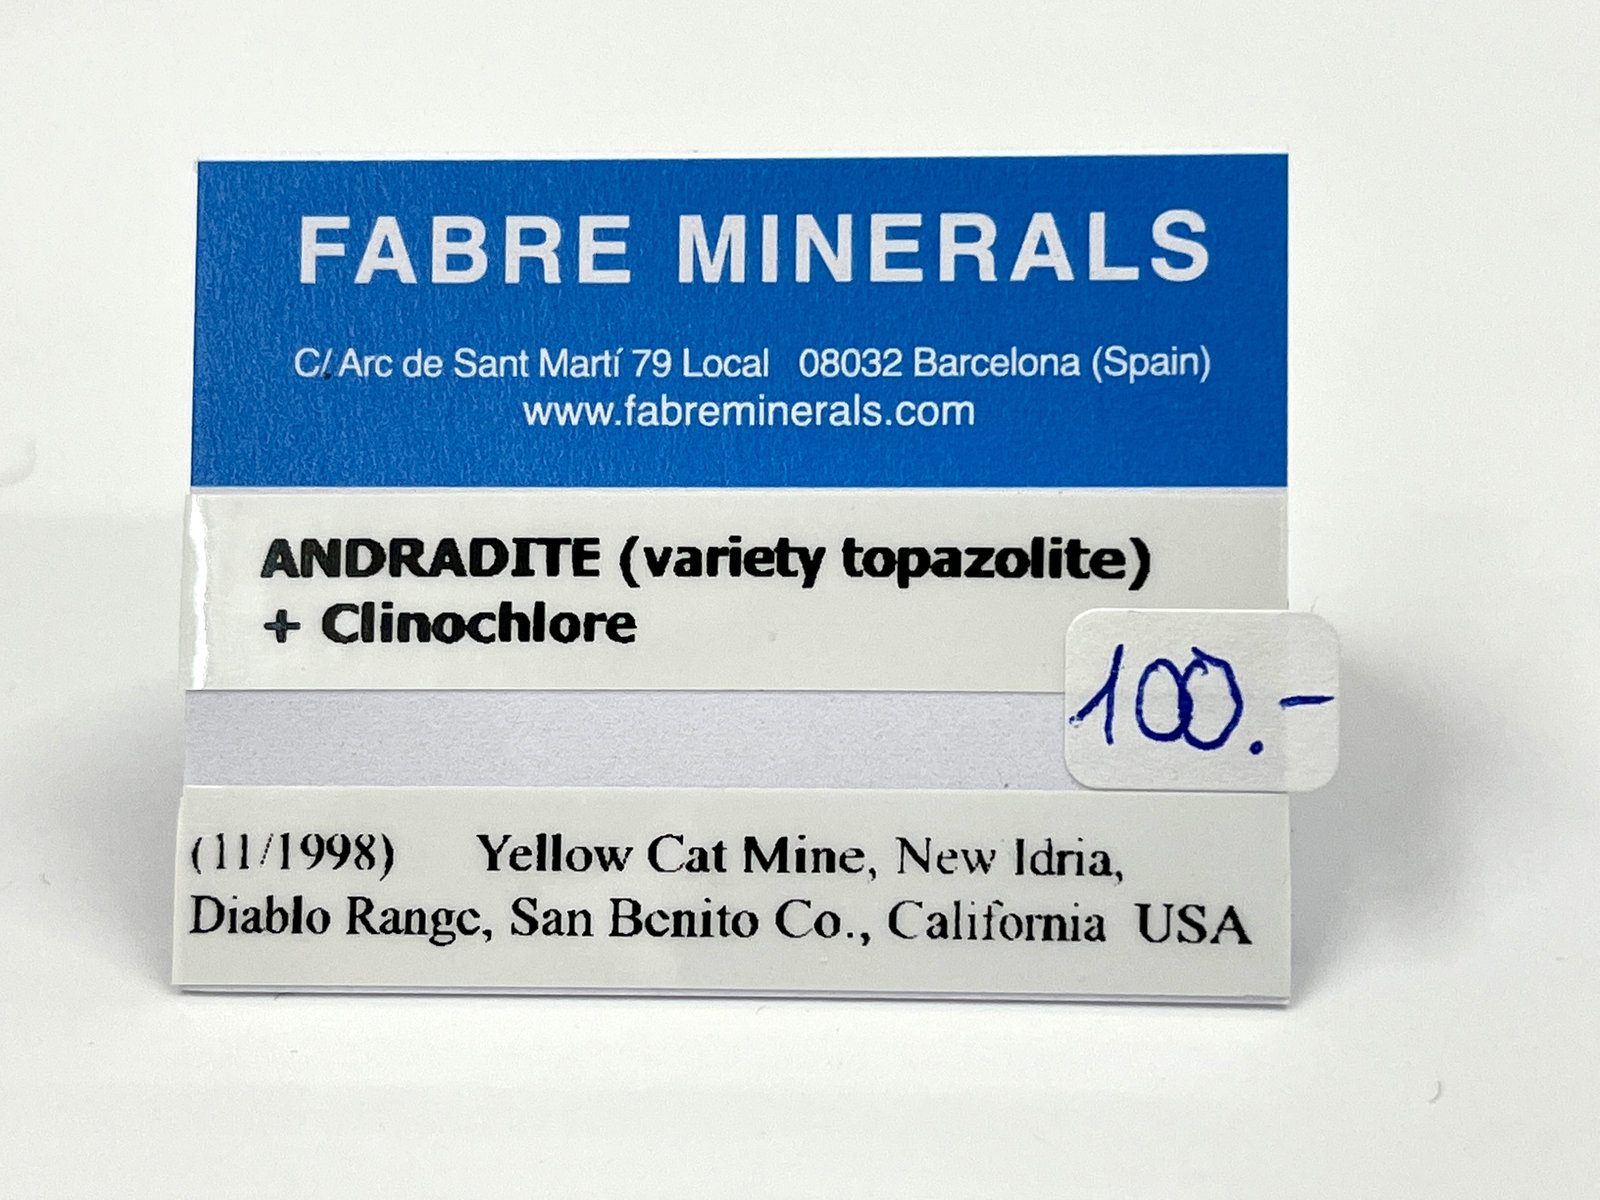 FABRE MINERALS
C/ Arc de Sant Martí 79 Local 08032 Barcelona (Spain)
www.fabreminerals.com
ANDRADITE (variety topazolite)
+ Clinochlore
100.-
(11/1998) Yellow Cat Mine, New Idria,
Diablo Range, San Benito Co., California USA